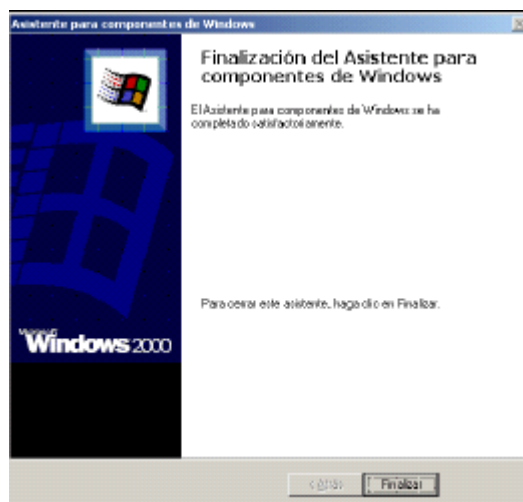 Asistente para componentes de Windows
Finalización del Asistente para
componentes de Windows
El Asistente para componentes de Windows se ha
completado satisfactoriamente.
Para cerrar este asistente, haga clic en Finalizar.
Microsoft
Windows 2000
< Atrás
Finalizar